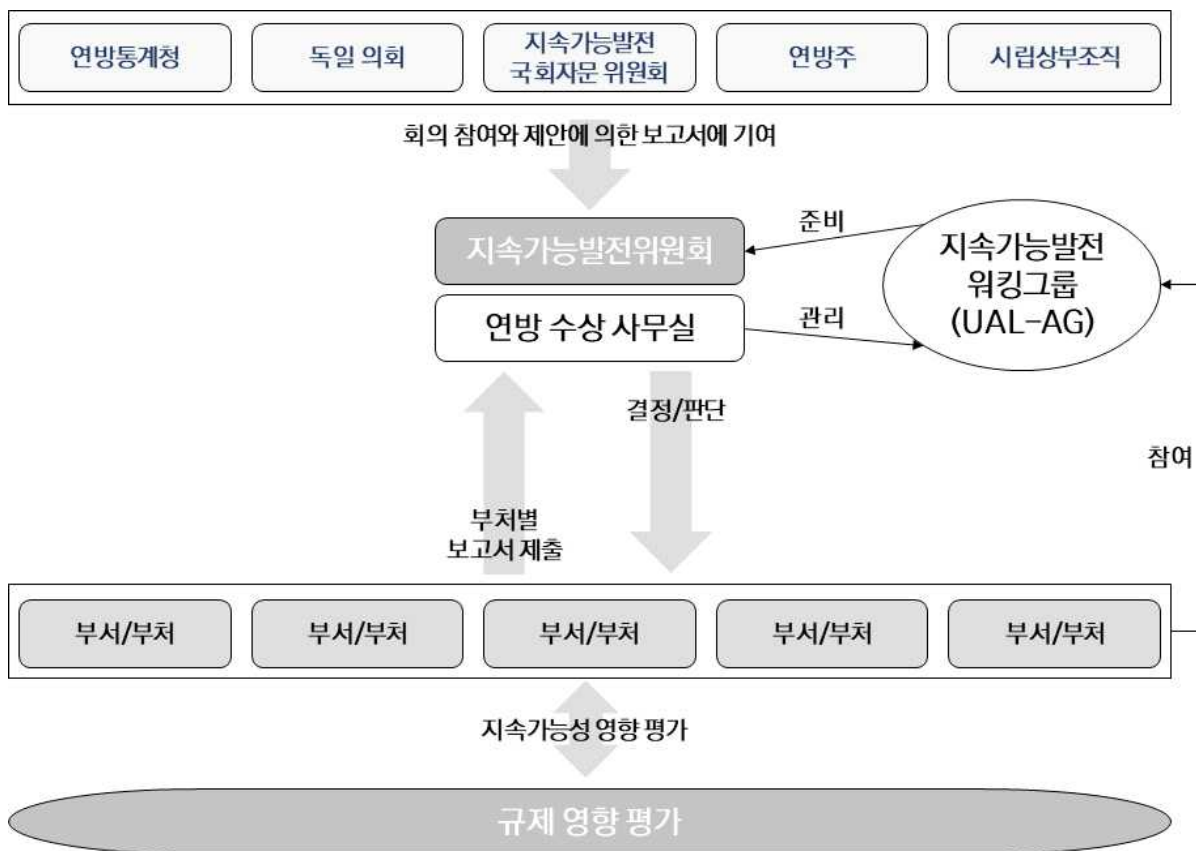 연방통계청
독일 의회
지속가능발전
국회자문 위원회
연방주
시립상부조직
회의 참여와 제안에 의한 보고서에 기여
지속가능발전위원회
준비
지속가능발전
워킹그룹
(UAL-AG)
연방 수상 사무실
관리
결정/판단
참여
부처별
보고서 제출
부서/부처
부서/부처
부서/부처
부서/부처
부서/부처
지속가능성 영향 평가
규제 영향 평가